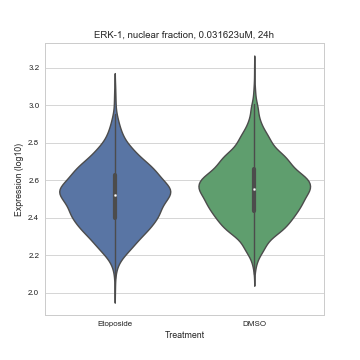 ERK-1, nuclear fraction, 0.031623uM, 24h
3.2
3.0
2.8
2.6
2.4
2.2
2.0
Expression (log10)
Etoposide
DMSO
Treatment